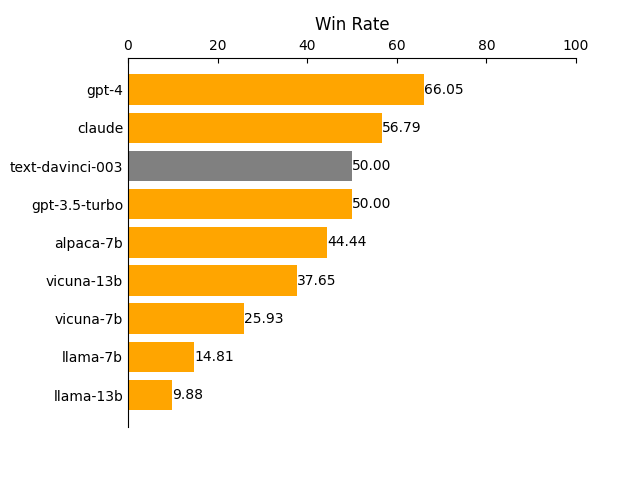 Win Rate
0 20 40 60 80 100
gpt-4 66.05
claude 56.79
text-davinci-003 50.00
gpt-3.5-turbo 50.00
alpaca-7b 44.44
vicuna-13b 37.65
vicuna-7b 25.93
llama-7b 14.81
llama-13b 9.88